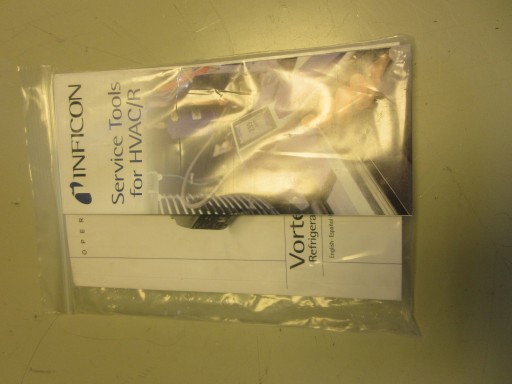 INFICON
Service Tools
for HVAC/R
OPER
Vorte
Refrigera
English Español